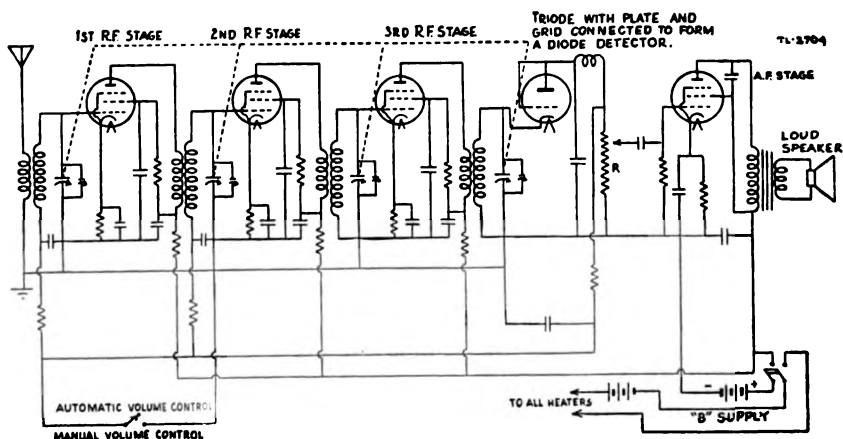 1ST R.F. STAGE
2ND RF STAGE
3RD R.F. STAGE
TRIODE WITH PLATE AND
GRID CONNECTED TO FORM
A DIODE DETECTOR.
TL-2704
A.F. STAGE
LOUD
SPEAKER
R
AUTOMATIC VOLUME CONTROL
MANUAL VOLUME CONTROL
TO ALL HEATERS
- +
"B" SUPPLY